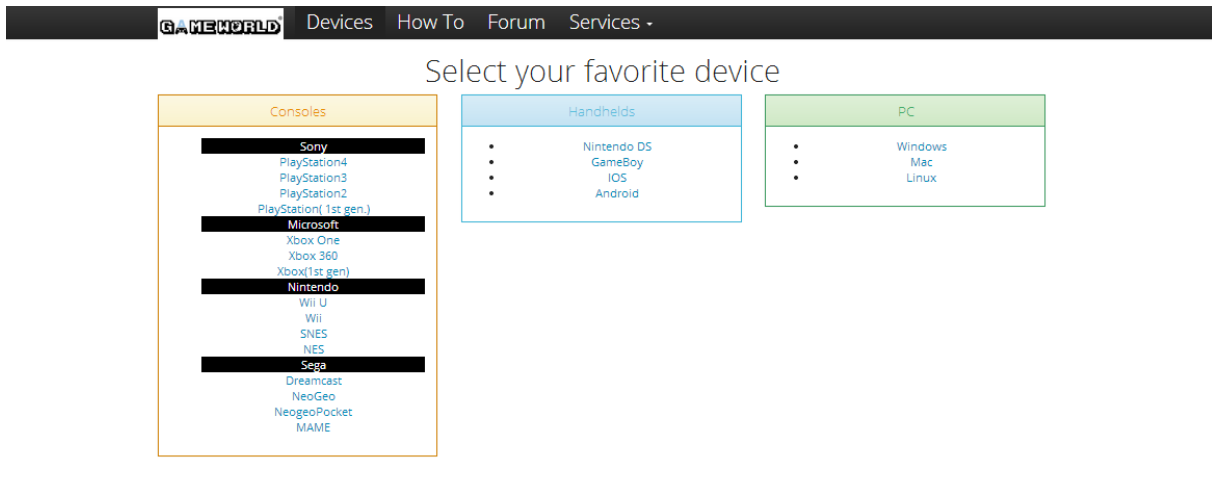 GAMEWORLD Devices How To Forum Services
Select your favorite device
Consoles
Sony
PlayStation4
PlayStation3
PlayStation2
PlayStation( 1st gen.)
Microsoft
Xbox One
Xbox 360
Xbox(1st gen)
Nintendo
Wii U
Wii
SNES
NES
Sega
Dreamcast
NeoGeo
NeogeoPocket
MAME
Handhelds
Nintendo DS
GameBoy
IOS
Android
PC
Windows
Mac
Linux